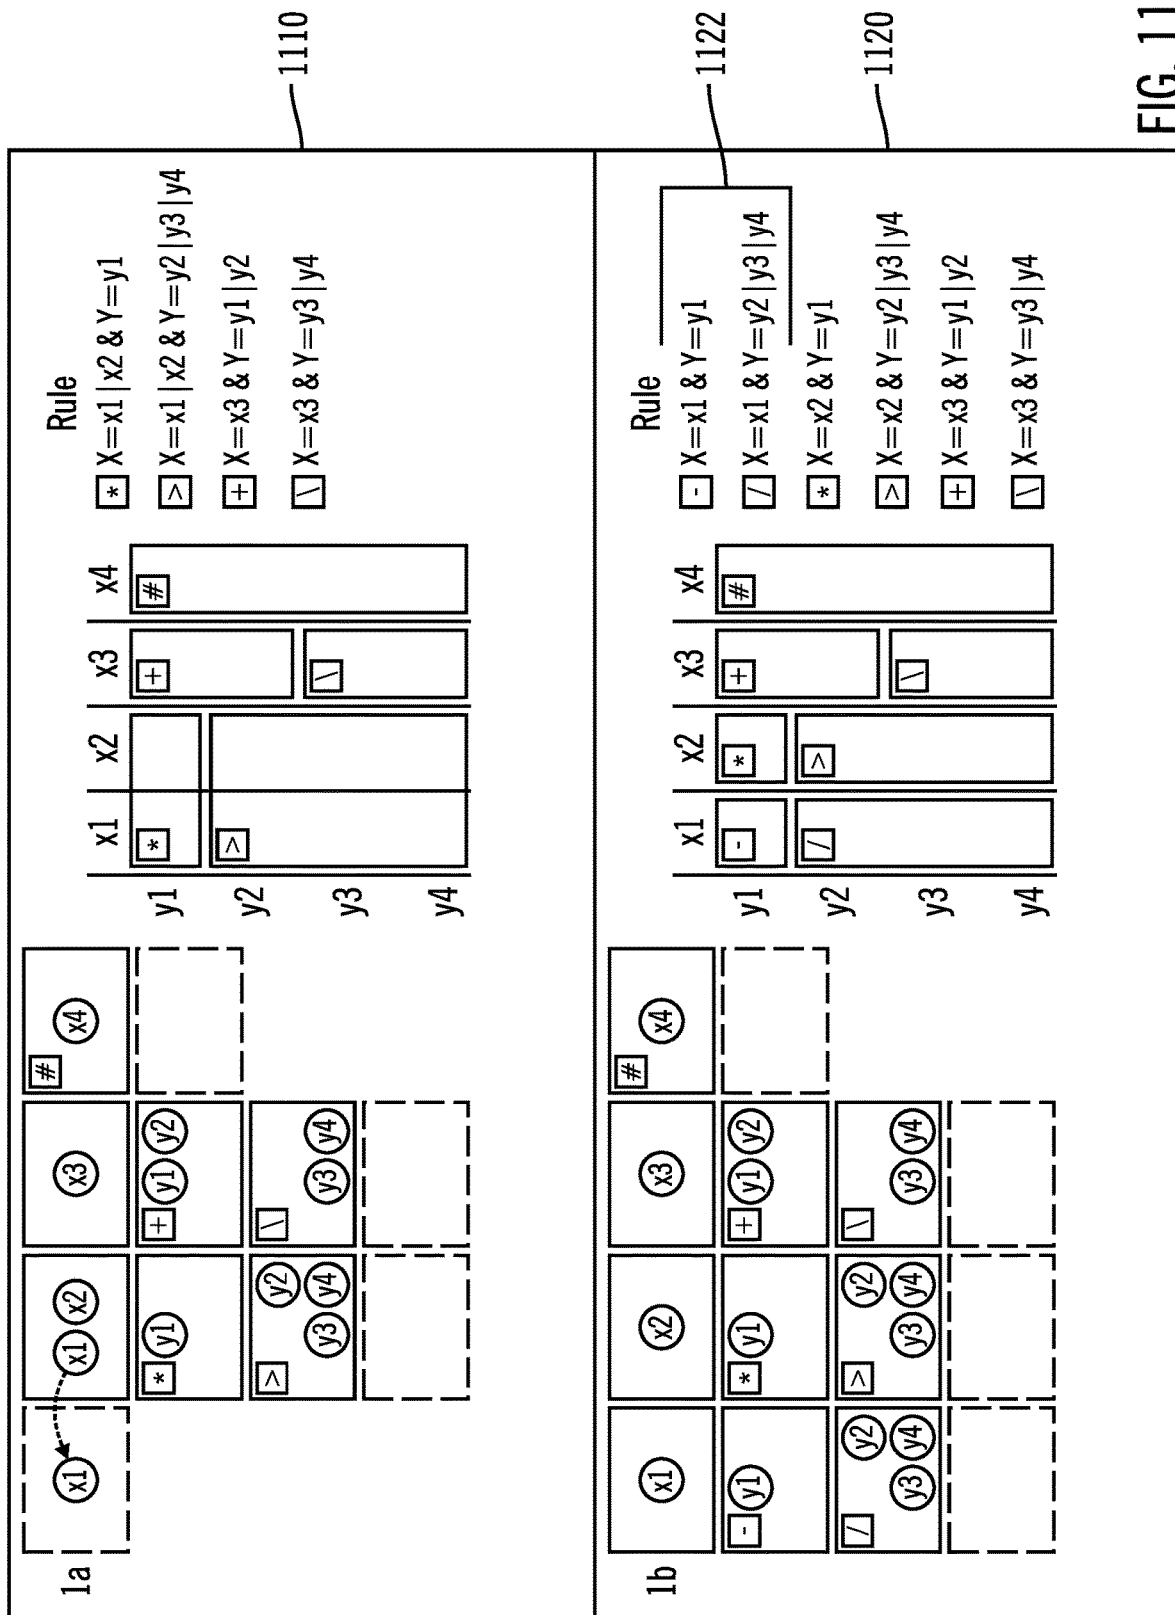 1a
x1
x1 x2
x3
# x4
* y1
+ y1 y2
> y2
y3 y4
\
y3 y4
x1 x2 x3 x4
y1 * + #
y2 >
y3 \
y4
Rule
* X=x1|x2 & Y=y1
> X=x1|x2 & Y=y2|y3|y4
+ X=x3 & Y=y1|y2
\ X=x3 & Y=y3|y4
1110
1b
x1
x2
x3
# x4
- y1
* y1
+ y1 y2
/ y2
y3 y4
> y2
y3 y4
\
y3 y4
x1 x2 x3 x4
y1 - * + #
y2 / >
y3 \
y4
Rule
- X=x1 & Y=y1
/ X=x1 & Y=y2|y3|y4
* X=x2 & Y=y1
> X=x2 & Y=y2|y3|y4
+ X=x3 & Y=y1|y2
\ X=x3 & Y=y3|y4
1122
1120
FIG. 11